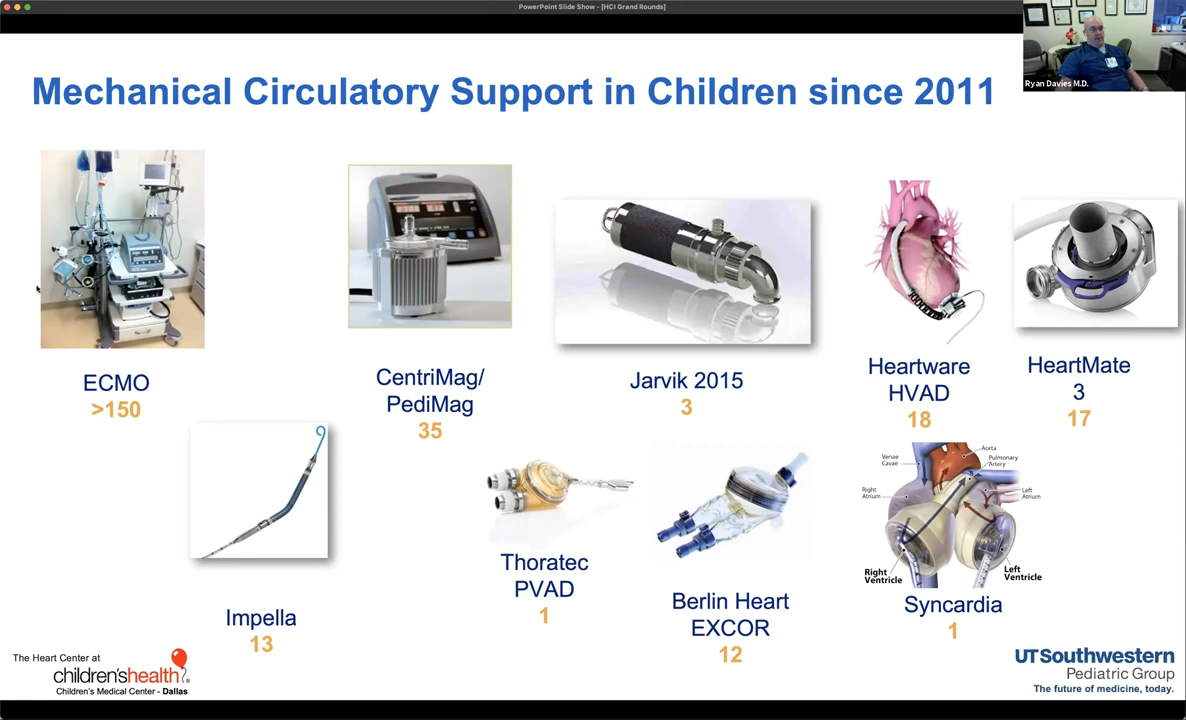 PowerPoint Slide Show - [HCI Grand Rounds]
Ryan Davies M.D.
Mechanical Circulatory Support in Children since 2011
ECMO
>150
CentriMag/
PediMag
35
Jarvik 2015
3
Heartware
HVAD
18
HeartMate
3
17
Impella
13
Thoratec
PVAD
1
Berlin Heart
EXCOR
12
Aorta
Venae
Cavae
Pulmonary
Artery
Right
Atrium
Left
Atrium
Right
Ventricle
Left
Ventricle
Syncardia
1
The Heart Center at
children'shealth
®
Children's Medical Center - Dallas
UTSouthwestern
Pediatric Group
The future of medicine, today.